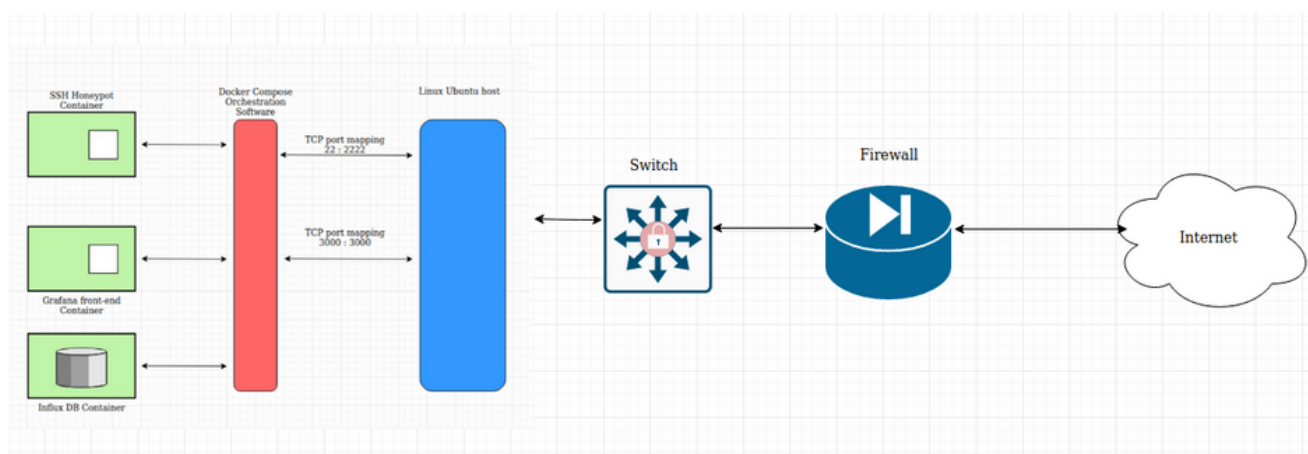 SSH Honeypot
Container
Docker Compose
Orchestration
Software
Linux Ubuntu host
TCP port mapping
22 : 2222
TCP port mapping
3000 : 3000
Grafana front-end
Container
Influx DB Container
Switch
Firewall
Internet